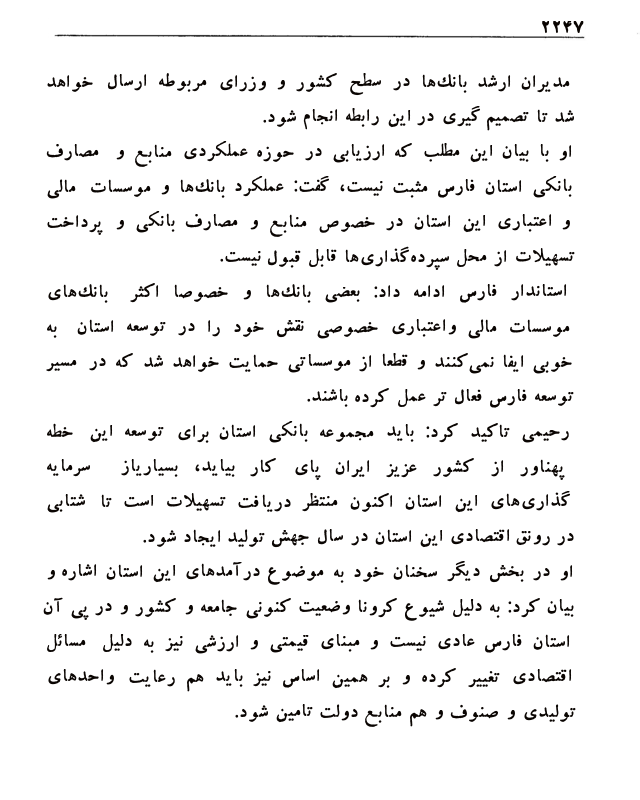 ۲۲۴۷
مدیران ارشد بانک‌ها در سطح کشور و وزرای مربوطه ارسال خواهد
شد تا تصمیم گیری در این رابطه انجام شود.
او با بیان این مطلب که ارزیابی در حوزه عملکردی منابع و مصارف
بانکی استان فارس مثبت نیست، گفت: عملکرد بانک‌ها و موسسات مالی
و اعتباری این استان در خصوص منابع و مصارف بانکی و پرداخت
تسهیلات از محل سپرده‌گذاری‌ها قابل قبول نیست.
استاندار فارس ادامه داد: بعضی بانک‌ها و خصوصا اکثر بانک‌های
موسسات مالی واعتباری خصوصی نقش خود را در توسعه استان به
خوبی ایفا نمی‌کنند و قطعا از موسساتی حمایت خواهد شد که در مسیر
توسعه فارس فعال تر عمل کرده باشند.
رحیمی تاکید کرد: باید مجموعه بانکی استان برای توسعه این خطه
پهناور از کشور عزیز ایران پای کار بیاید، بسیاریاز سرمایه
گذاری‌های این استان اکنون منتظر دریافت تسهیلات است تا شتابی
در رونق اقتصادی این استان در سال جهش تولید ایجاد شود.
او در بخش دیگر سخنان خود به موضوع درآمدهای این استان اشاره و
بیان کرد: به دلیل شیوع کرونا وضعیت کنونی جامعه و کشور و در پی آن
استان فارس عادی نیست و مبنای قیمتی و ارزشی نیز به دلیل مسائل
اقتصادی تغییر کرده و بر همین اساس نیز باید هم رعایت واحدهای
تولیدی و صنوف و هم منابع دولت تامین شود.